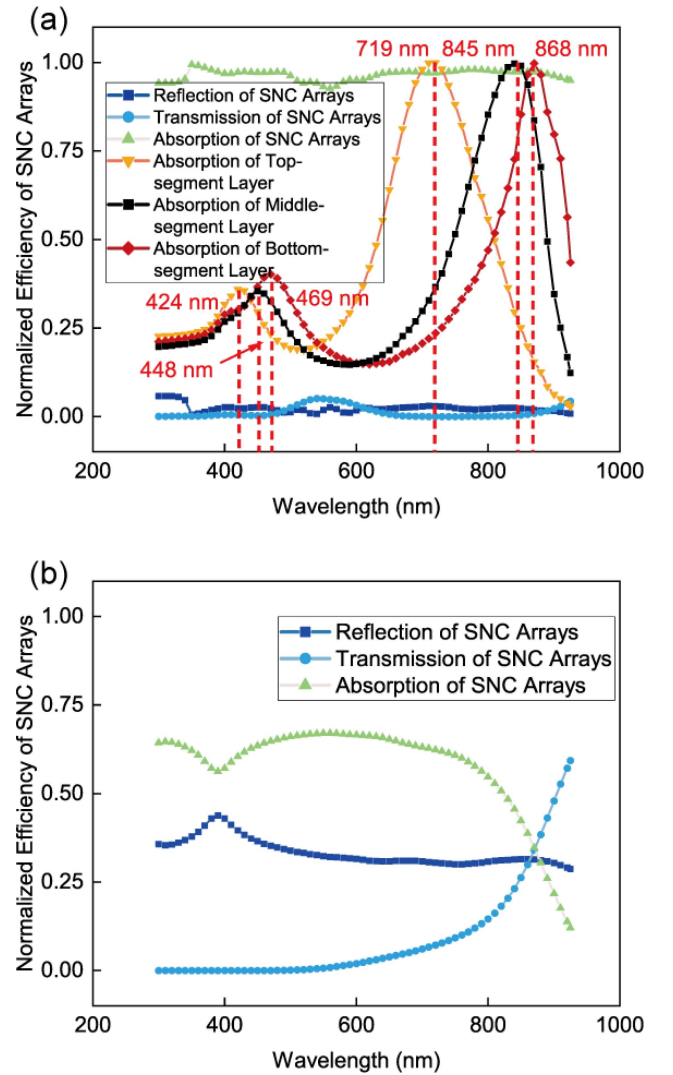 (a)
Normalized Efficiency of SNC Arrays
1.00
0.75
0.50
0.25
0.00
719 nm
845 nm
868 nm
Reflection of SNC Arrays
Transmission of SNC Arrays
Absorption of SNC Arrays
Absorption of Top-
segment Layer
Absorption of Middle-
segment Layer
Absorption of Bottom-
segment Layer
424 nm
469 nm
448 nm
200
400
600
800
1000
Wavelength (nm)
(b)
Normalized Efficiency of SNC Arrays
1.00
0.75
0.50
0.25
0.00
Reflection of SNC Arrays
Transmission of SNC Arrays
Absorption of SNC Arrays
200
400
600
800
1000
Wavelength (nm)